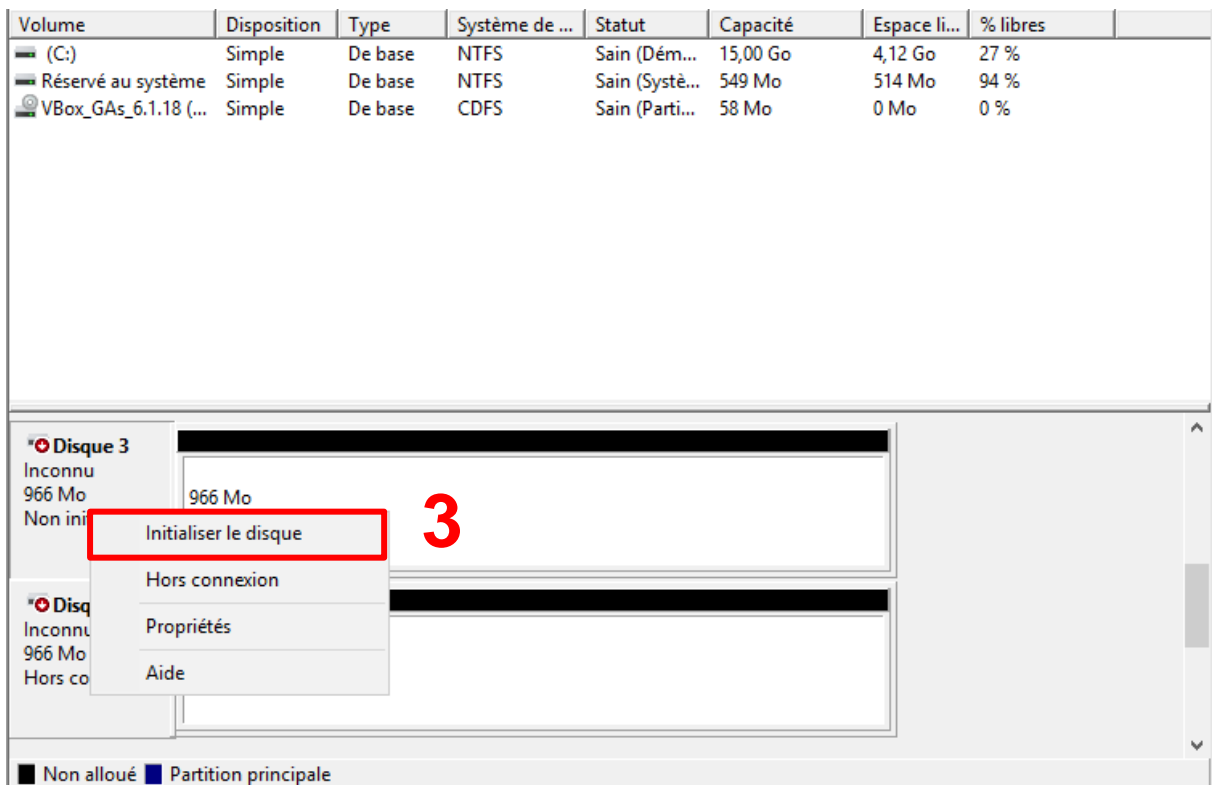 Volume Disposition Type Système de ... Statut Capacité Espace li... % libres
(C:) Simple De base NTFS Sain (Dém... 15,00 Go 4,12 Go 27 %
Réservé au système Simple De base NTFS Sain (Systè... 549 Mo 514 Mo 94 %
VBox_GAs_6.1.18 (... Simple De base CDFS Sain (Parti... 58 Mo 0 Mo 0 %
Disque 3
Inconnu
966 Mo 966 Mo
Non ini
Initialiser le disque 3
Hors connexion
Propriétés
Aide
Disq
Inconnu
966 Mo
Hors co
Non alloué Partition principale